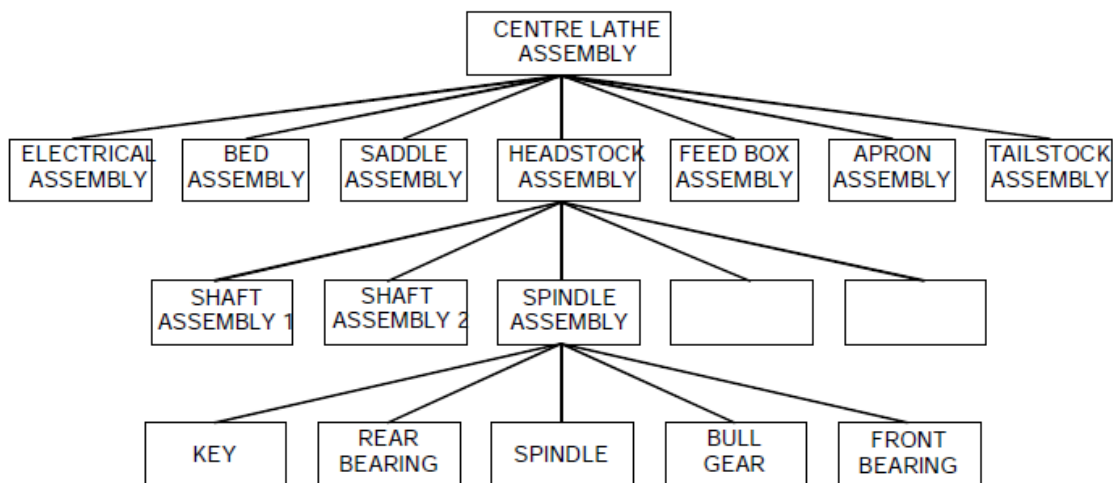 CENTRE LATHE
ASSEMBLY
ELECTRICAL
ASSEMBLY
BED
ASSEMBLY
SADDLE
ASSEMBLY
HEADSTOCK
ASSEMBLY
FEED BOX
ASSEMBLY
APRON
ASSEMBLY
TAILSTOCK
ASSEMBLY
SHAFT
ASSEMBLY 1
SHAFT
ASSEMBLY 2
SPINDLE
ASSEMBLY
KEY
REAR
BEARING
SPINDLE
BULL
GEAR
FRONT
BEARING